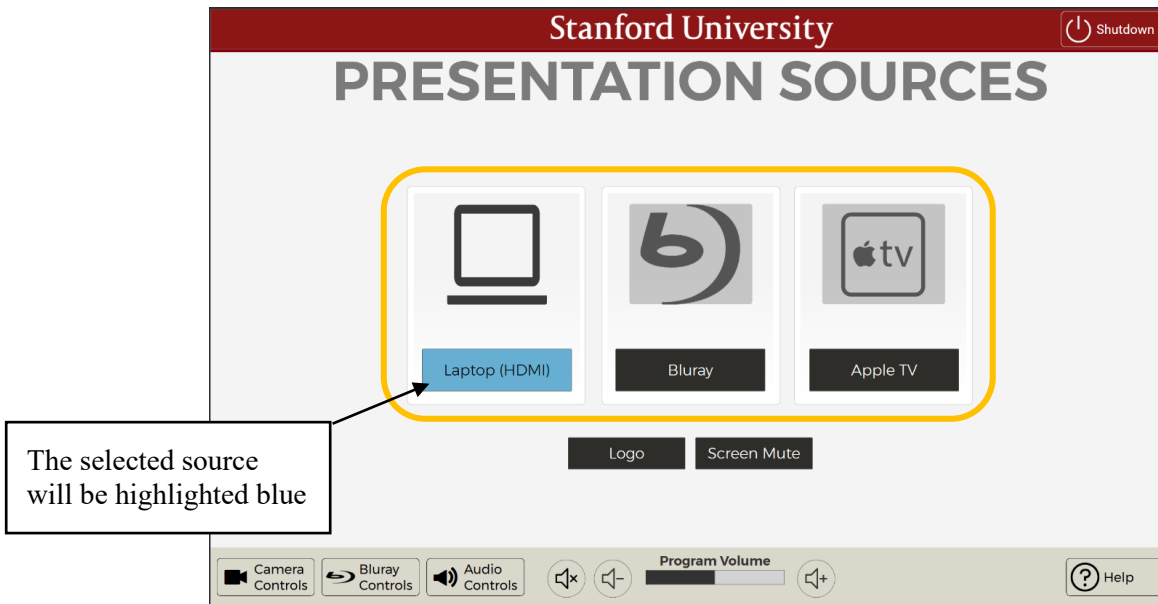 Stanford University
Shutdown
PRESENTATION SOURCES
tv
Laptop (HDMI)
Bluray
Apple TV
The selected source
will be highlighted blue
Logo
Screen Mute
Camera
Controls
Bluray
Controls
Audio
Controls
Program Volume
Help